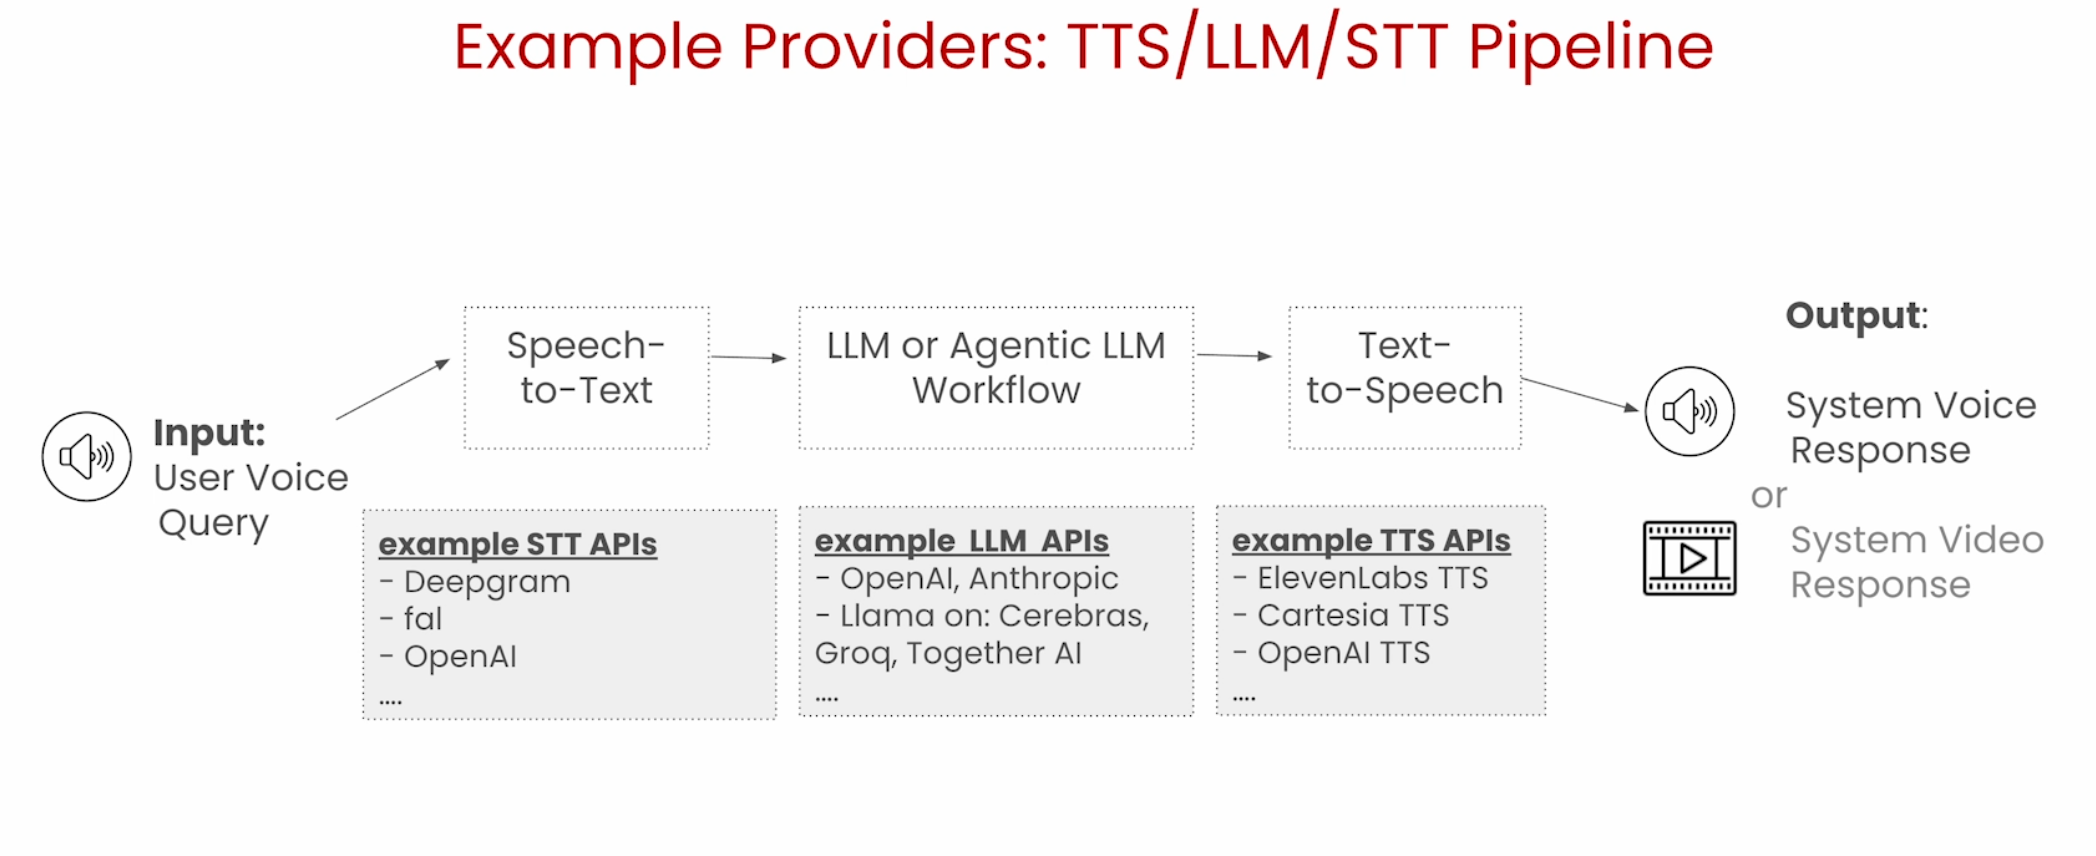 Example Providers: TTS/LLM/STT Pipeline
Input:
User Voice
Query
Speech-
to-Text
LLM or Agentic LLM
Workflow
Text-
to-Speech
Output:
System Voice
Response
or
System Video
Response
example STT APIs
- Deepgram
- fal
- OpenAI
....
example LLM APIs
- OpenAI, Anthropic
- Llama on: Cerebras,
Groq, Together AI
....
example TTS APIs
- ElevenLabs TTS
- Cartesia TTS
- OpenAI TTS
....